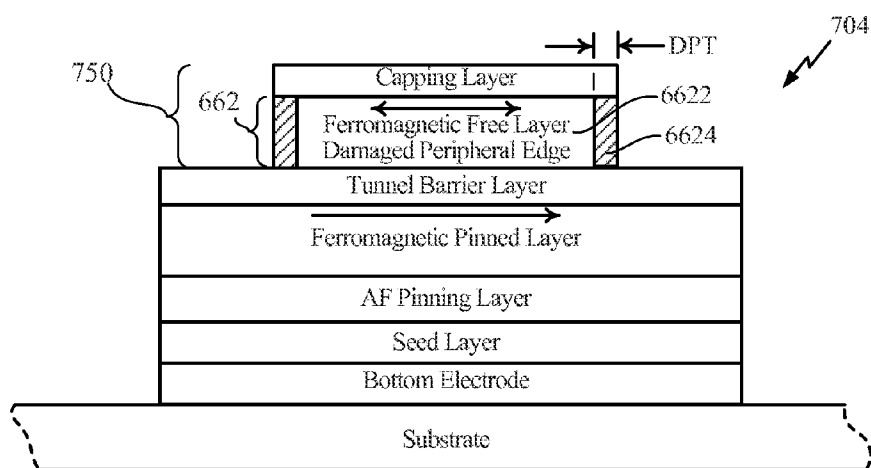 DPT
704
750
Capping Layer
662
6622
Ferromagnetic Free Layer
6624
Damaged Peripheral Edge
Tunnel Barrier Layer
Ferromagnetic Pinned Layer
AF Pinning Layer
Seed Layer
Bottom Electrode
Substrate